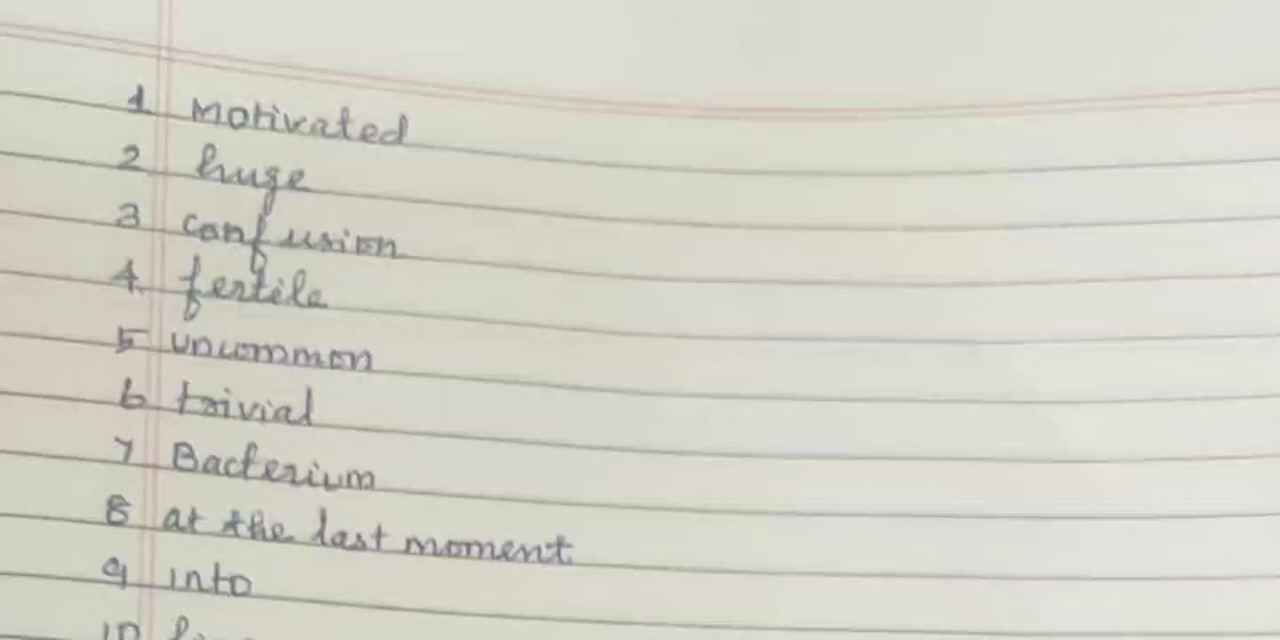 1 Motivated
2 huge
3 confusion
4. fertile
5 uncommon
6 trivial
7 Bacterium
8 at the last moment
9 into
10